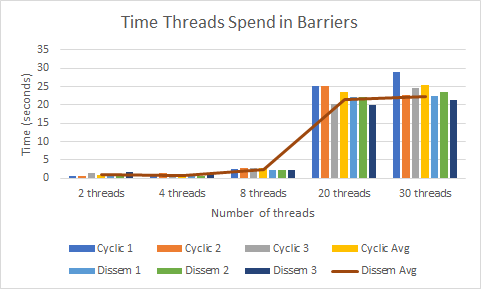 Time Threads Spend in Barriers
35
30
25
20
15
10
5
0
Time (seconds)
2 threads 4 threads 8 threads 20 threads 30 threads
Number of threads
Cyclic 1 Cyclic 2 Cyclic 3 Cyclic Avg
Dissem 1 Dissem 2 Dissem 3 Dissem Avg